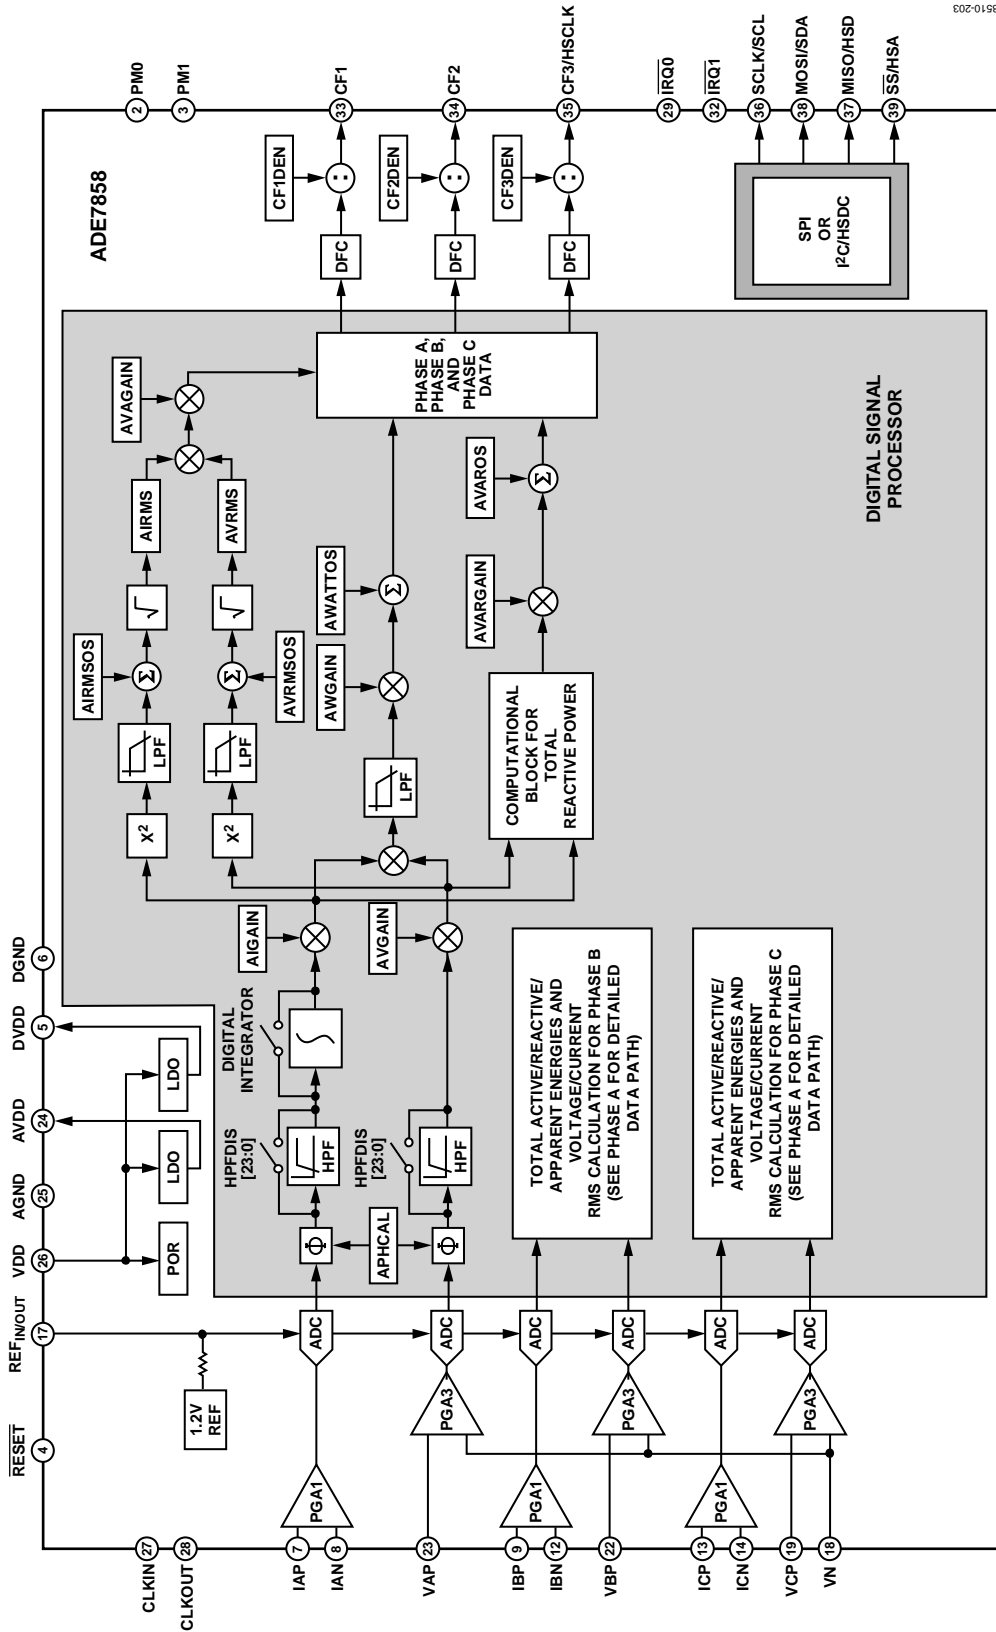 RESET
4
REFIN/OUT
17
VDD
26
AGND
25
AVDD
24
DVDD
5
DGND
6
CLKIN
27
CLKOUT
28
IAP
7
IAN
8
VAP
23
IBP
9
IBN
12
VBP
22
ICP
13
ICN
14
VCP
19
VN
18
1.2V
REF
POR
LDO
LDO
PGA1
PGA3
PGA1
PGA3
PGA1
PGA3
ADC
ADC
ADC
ADC
ADC
ADC
Φ
APHCAL
Φ
HPFDIS
[23:0]
HPF
HPFDIS
[23:0]
HPF
DIGITAL
INTEGRATOR
∫
AIGAIN
AVGAIN
TOTAL ACTIVE/REACTIVE/
APPARENT ENERGIES AND
VOLTAGE/CURRENT
RMS CALCULATION FOR PHASE B
(SEE PHASE A FOR DETAILED
DATA PATH)
TOTAL ACTIVE/REACTIVE/
APPARENT ENERGIES AND
VOLTAGE/CURRENT
RMS CALCULATION FOR PHASE C
(SEE PHASE A FOR DETAILED
DATA PATH)
X²
X²
LPF
LPF
AIRMSOS
Σ
Σ
AVRMSOS
√
√
AIRMS
AVRMS
AVAGAIN
LPF
AWGAIN
AWATTOS
Σ
COMPUTATIONAL
BLOCK FOR
TOTAL
REACTIVE POWER
AVARGAIN
AVAROS
Σ
PHASE A,
PHASE B,
AND
PHASE C
DATA
DIGITAL SIGNAL
PROCESSOR
ADE7858
DFC
CF1DEN
:
DFC
CF2DEN
:
DFC
CF3DEN
:
SPI
OR
I²C/HSDC
2
PM0
3
PM1
33
CF1
34
CF2
35
CF3/HSCLK
29
IRQ0
32
IRQ1
36
SCLK/SCL
38
MOSI/SDA
37
MISO/HSD
39
SS/HSA
8510-203